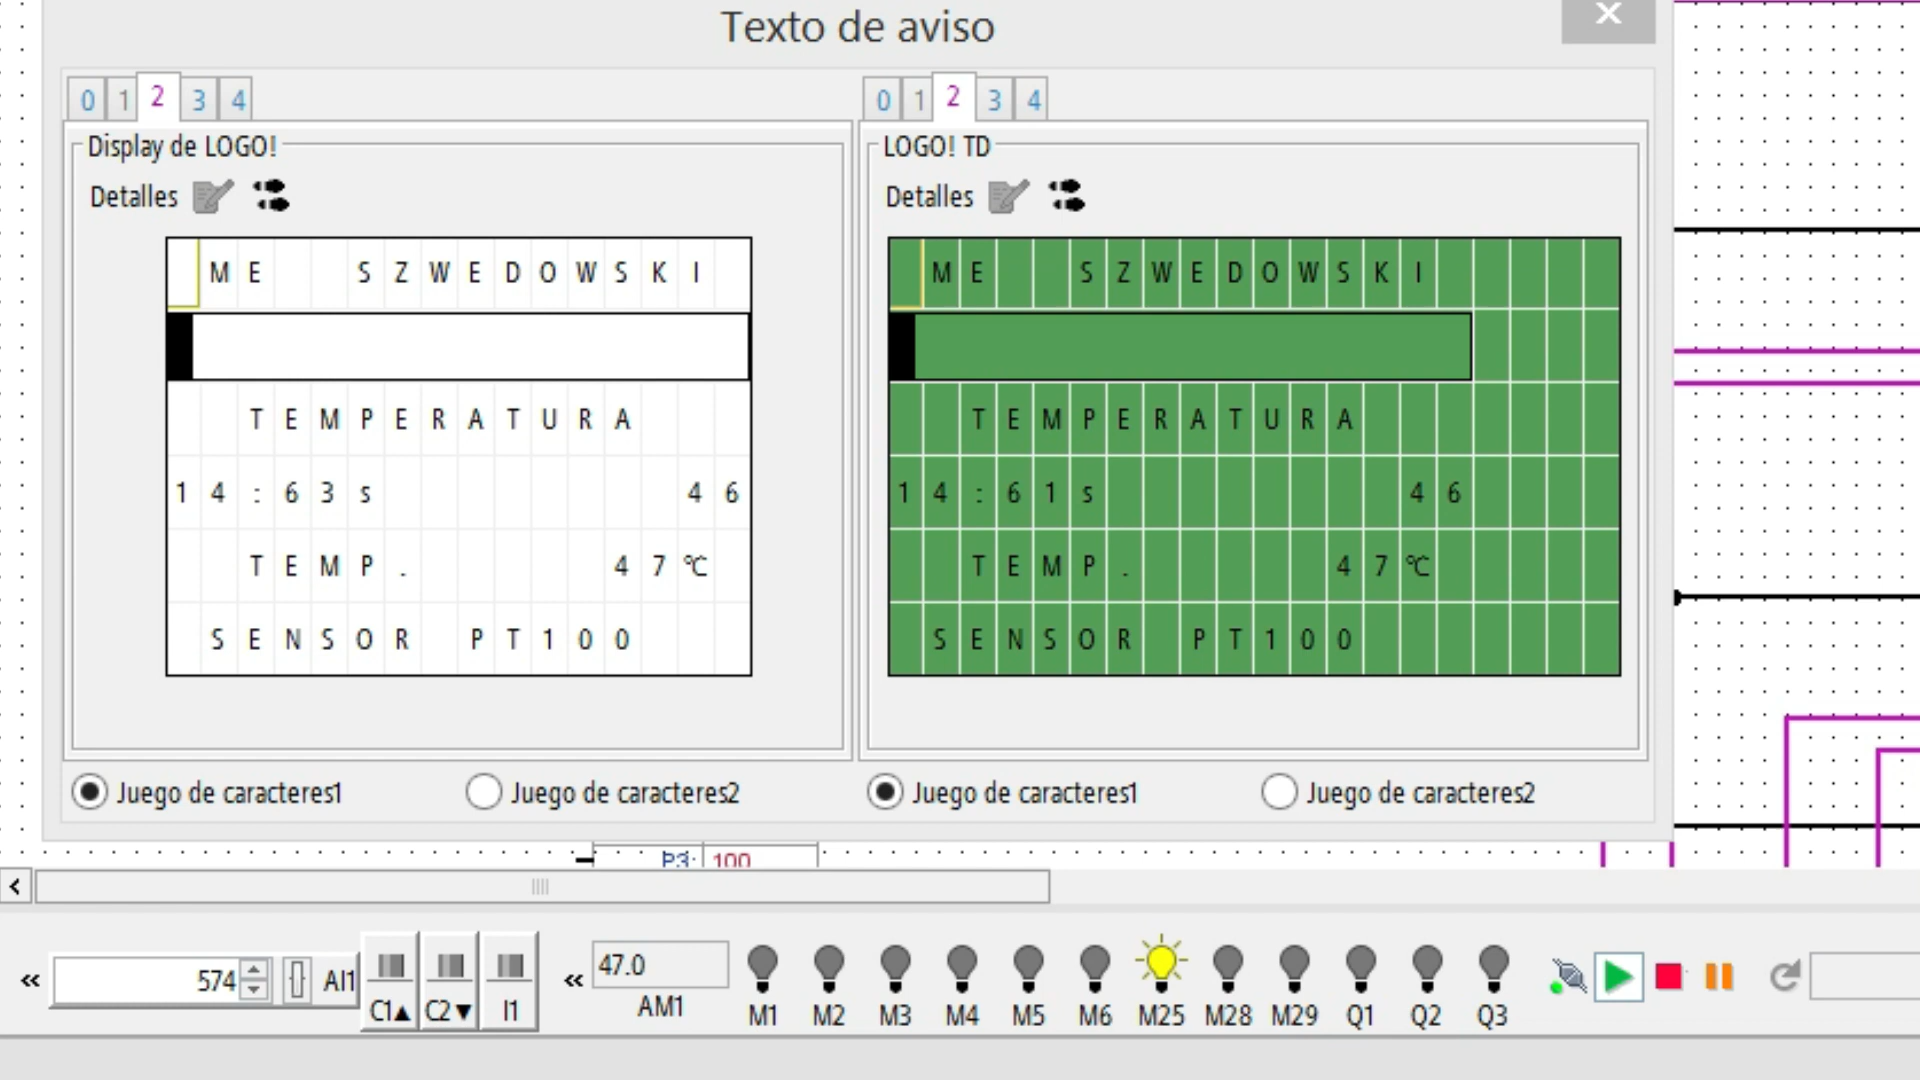 Texto de aviso
0 1 2 3 4
Display de LOGO!
Detalles
ME SZWEDOWSKI
TEMPERATURA
14:63s 46
TEMP. 47℃
SENSOR PT100
Juego de caracteres1 Juego de caracteres2
0 1 2 3 4
LOGO! TD
Detalles
ME SZWEDOWSKI
TEMPERATURA
14:61s 46
TEMP. 47℃
SENSOR PT100
Juego de caracteres1 Juego de caracteres2
P3: 100
« 574 AI1 C1▲ C2▼ I1 « 47.0
AM1 M1 M2 M3 M4 M5 M6 M25 M28 M29 Q1 Q2 Q3